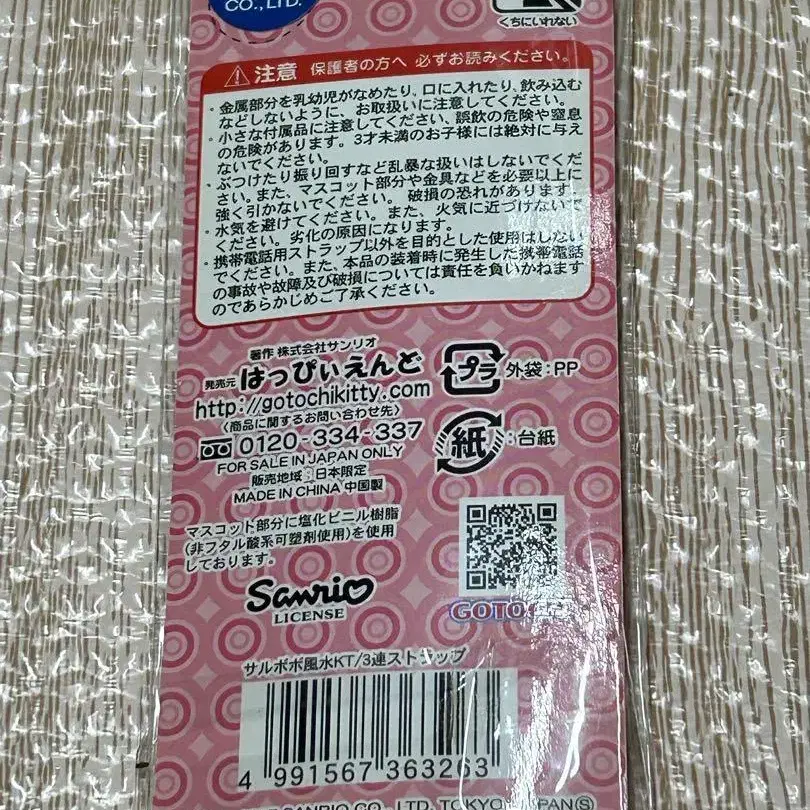 CO.,LTD.
くちにいれない
注意 保護者の方へ 必ずお読みください。
・金属部分を乳幼児がなめたり、口に入れたり、飲み込む
などしないように、お取扱いに注意してください。
・小さな付属品に注意してください、誤飲の危険や窒息
の危険があります。3才未満のお子様には絶対に与え
ないでください。
・ぶつけたり振り回すなど乱暴な扱いはしないでくだ
さい。また、マスコット部分や金具などを必要以上に
強く引かないでください。破損の恐れがあります。
・水気を避けてください。また、火気に近づけないで
ください。劣化の原因になります。
・携帯電話用ストラップ以外を目的とした使用はしない
でください。また、本品の装着時に発生した携帯電話
の事故や故障及び破損については責任を負いかねます
のであらかじめご了承ください。
著作 株式会社サンリオ
発売元 はっぴぃえんど
http://gotochikitty.com
〈商品に関するお問い合わせ先〉
0120-334-337
FOR SALE IN JAPAN ONLY
販売地域：日本限定
MADE IN CHINA 中国製
プラ 外袋：PP
紙 ：台紙
マスコット部分に塩化ビニル樹脂
(非フタル酸系可塑剤使用)を使用
しております。
Sanrio
LICENSE
サルボボ風水KT/3連ストラップ
4 991567 363263
SANRIO CO., LTD. TOKYO, JAPAN Ⓢ